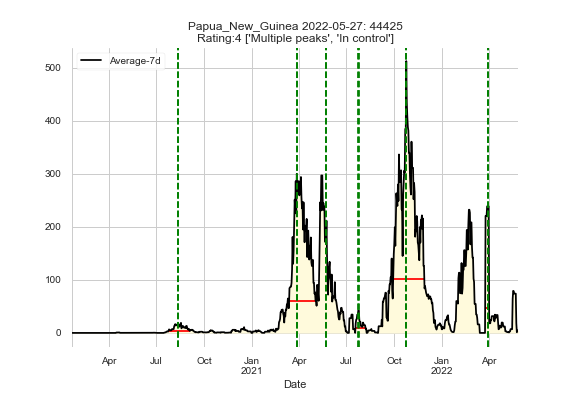 Papua_New_Guinea 2022-05-27: 44425
Rating:4 ['Multiple peaks', 'In control']
Average-7d
500
400
300
200
100
0
Apr Jul Oct Jan Apr Jul Oct Jan Apr
2021 2022
Date